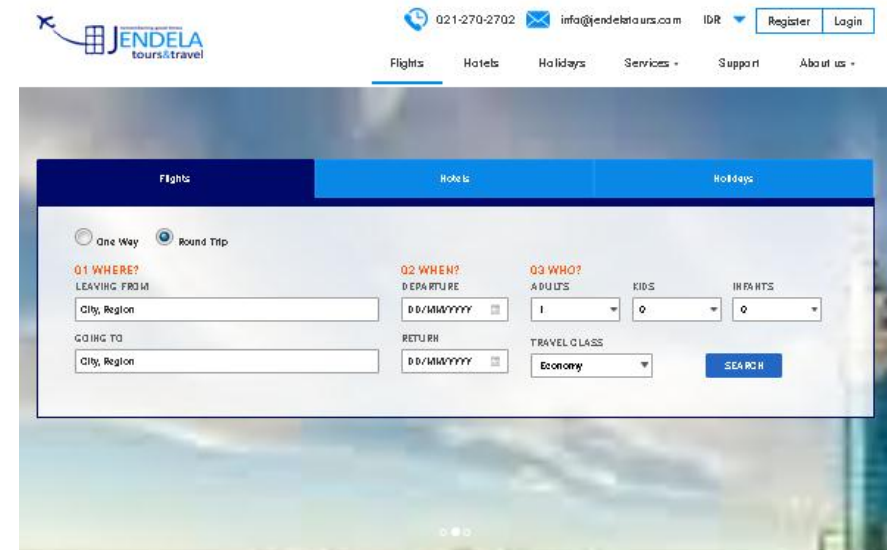 021-270-2702 info@jendelatours.com IDR Register Login
JENDELA
tours&travel
Flights Hotels Holidays Services Support About us
Flights Hotels Holidays
One Way Round Trip
01 WHERE? 02 WHEN? 03 WHO?
LEAVING FROM DEPARTURE ADULTS KIDS INFANTS
City, Region DD/MM/YYYY 1 0 0
GOING TO RETURN TRAVEL CLASS
City, Region DD/MM/YYYY Economy SEARCH